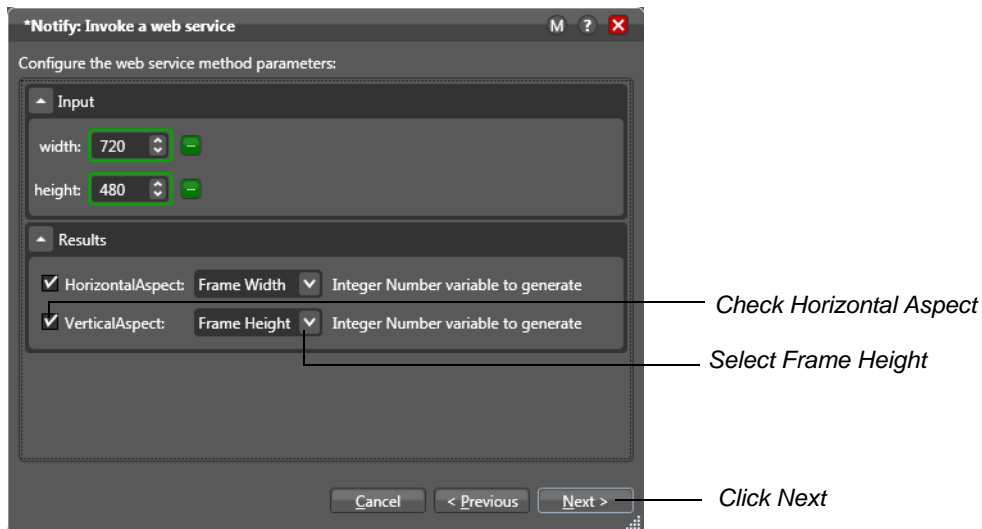 *Notify: Invoke a web service M ? X
Configure the web service method parameters:
Input
width: 720
height: 480
Results
HorizontalAspect: Frame Width Integer Number variable to generate
VerticalAspect: Frame Height Integer Number variable to generate
Check Horizontal Aspect
Select Frame Height
Cancel < Previous Next >
Click Next